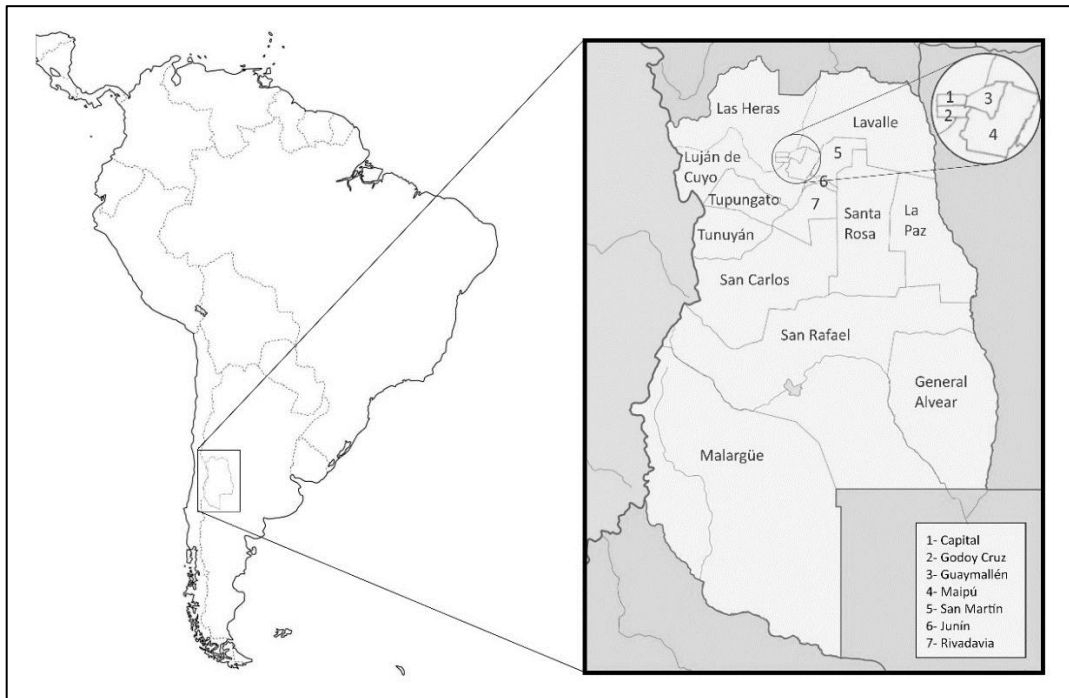 Las Heras
Lavalle
1
2
3
4
5
Luján de
Cuyo
6
Tupungato
7
Santa
Rosa
La
Paz
Tunuyán
San Carlos
San Rafael
General
Alvear
Malargüe
1- Capital
2- Godoy Cruz
3- Guaymallén
4- Maipú
5- San Martín
6- Junín
7- Rivadavia